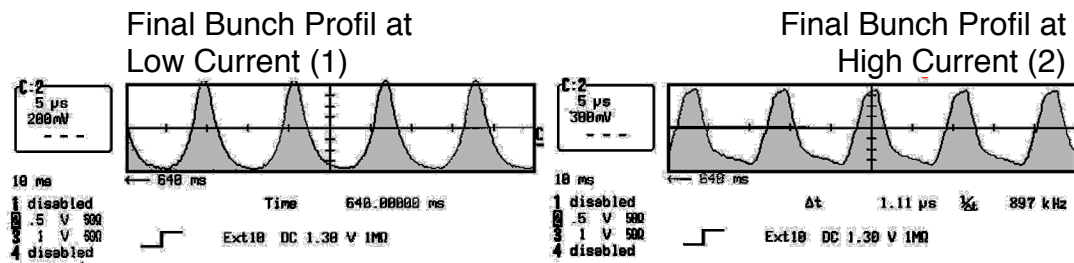 Final Bunch Profil at
Low Current (1)
C:2
5 µs
200mV
- - -
10 ms
← 640 ms
1 disabled
2 .5 V 50Ω
3 1 V 50Ω
4 disabled
Time 640.00000 ms
Ext10 DC 1.30 V 1MΩ
Final Bunch Profil at
High Current (2)
C:2
5 µs
300mV
- - -
10 ms
← 640 ms
1 disabled
2 .5 V 50Ω
3 1 V 50Ω
4 disabled
Δt 1.11 µs 1/Δt 897 kHz
Ext10 DC 1.30 V 1MΩ